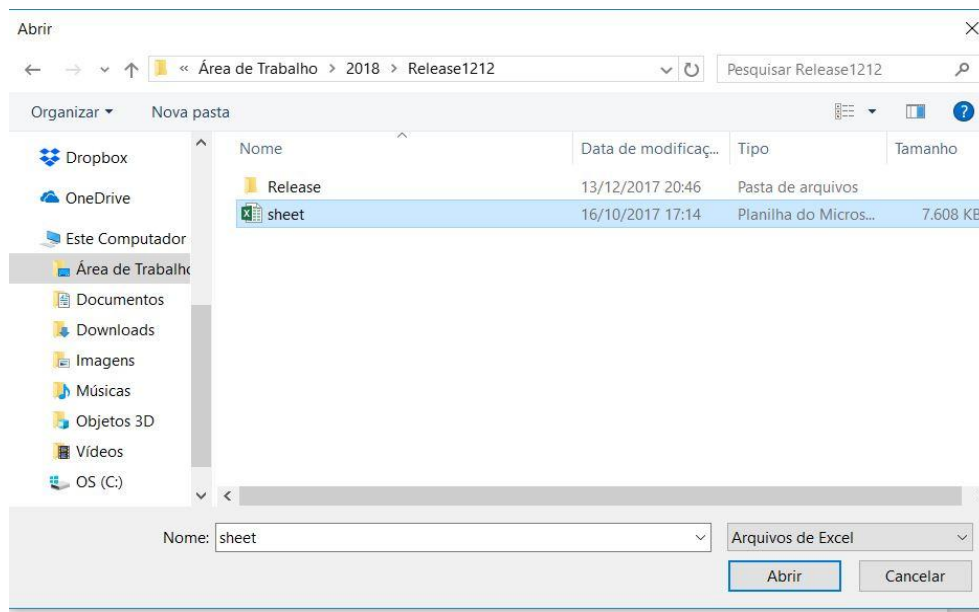 Abrir
« Área de Trabalho > 2018 > Release1212
Pesquisar Release1212
Organizar
Nova pasta
?
Nome
Data de modificaç...
Tipo
Tamanho
Dropbox
OneDrive
Este Computador
Área de Trabalho
Documentos
Downloads
Imagens
Músicas
Objetos 3D
Vídeos
OS (C:)
Release 13/12/2017 20:46 Pasta de arquivos
sheet 16/10/2017 17:14 Planilha do Micros... 7.608 KB
Nome: sheet
Arquivos de Excel
Abrir
Cancelar